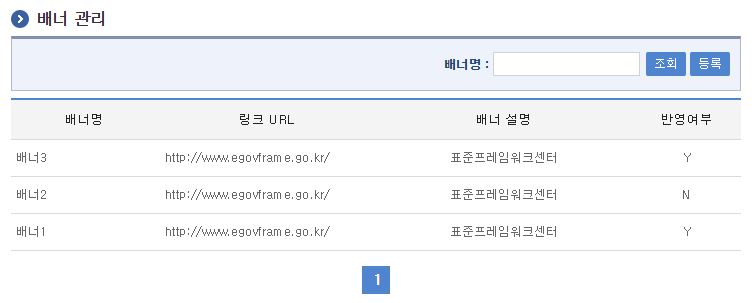 배너 관리
배너명 : 조회 등록
배너명 링크 URL 배너 설명 반영여부
배너3 http://www.egovframe.go.kr/ 표준프레임워크센터 Y
배너2 http://www.egovframe.go.kr/ 표준프레임워크센터 N
배너1 http://www.egovframe.go.kr/ 표준프레임워크센터 Y
1